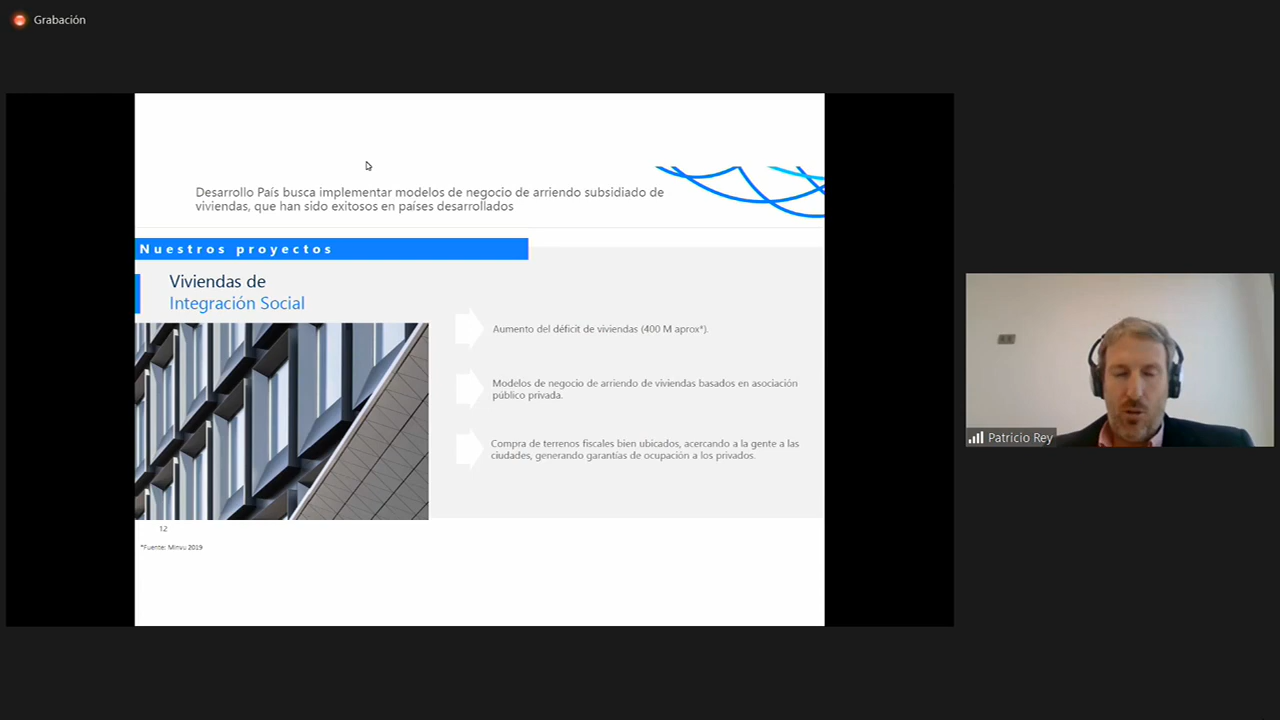 Grabación
Desarrollo País busca implementar modelos de negocio de arriendo subsidiado de
viviendas, que han sido exitosos en países desarrollados
Nuestros proyectos
Viviendas de
Integración Social
Aumento del déficit de viviendas (400 M aprox*).
Modelos de negocio de arriendo de viviendas basados en asociación
público privada.
Compra de terrenos fiscales bien ubicados, acercando a la gente a las
ciudades, generando garantías de ocupación a los privados.
12
*Fuente: Minvu 2019
Patricio Rey